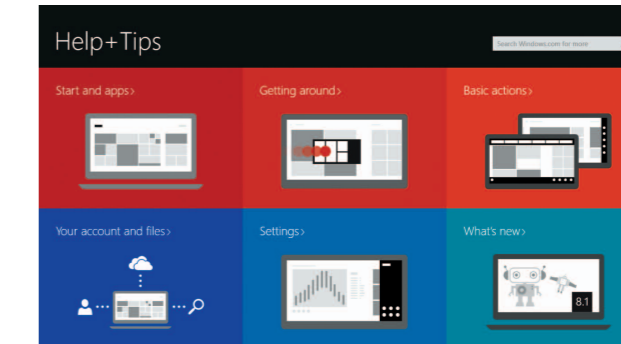 Help+Tips
Search Windows.com for more
Start and apps›
Getting around›
Basic actions›
Your account and files›
Settings›
What's new›
8.1